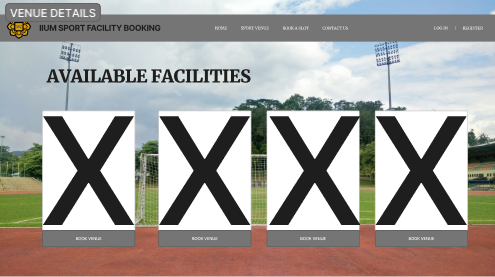 VENUE DETAILS
IIUM SPORT FACILITY BOOKING
HOME
SPORT VENUE
BOOK A SLOT
CONTACT US
LOG IN | REGISTER
AVAILABLE FACILITIES
X X X X
BOOK VENUE
BOOK VENUE
BOOK VENUE
BOOK VENUE